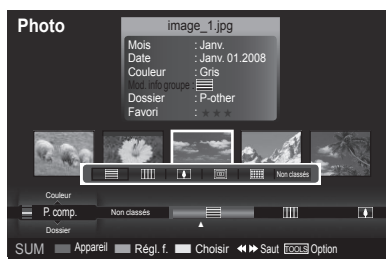 Photo
image_1.jpg
Mois : Janv.
Date : Janv. 01.2008
Couleur : Gris
Mod. info groupe :
Dossier : P-other
Favori : ★★★
Non classés
Couleur
P. comp. Non classés
Dossier
SUM Appareil Régl. f. Choisir Saut TOOLS Option